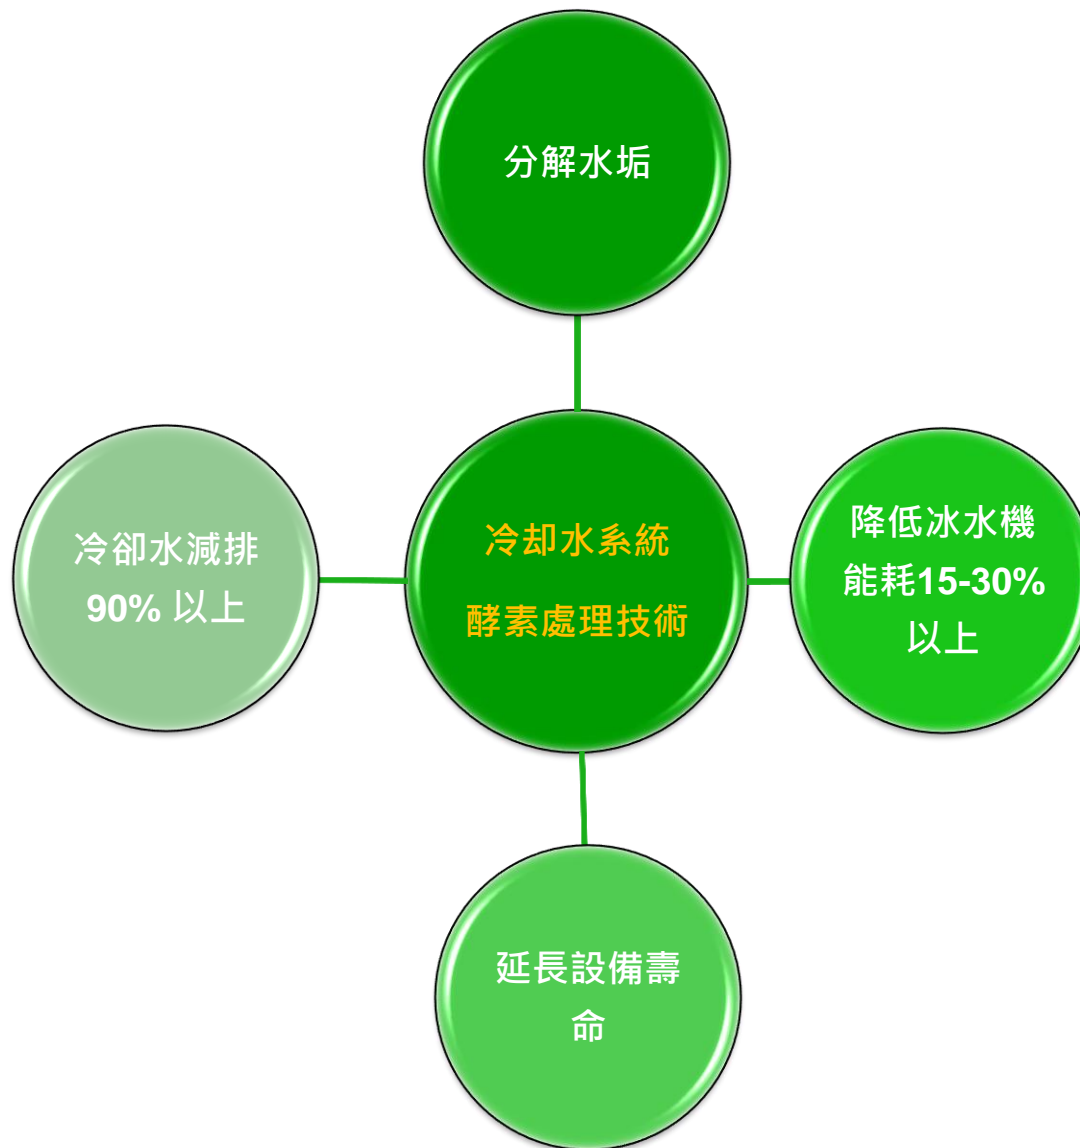 分解水垢
冷卻水減排
90% 以上
冷却水系統
酵素處理技術
降低冰水機
能耗15-30%
以上
延長設備壽
命